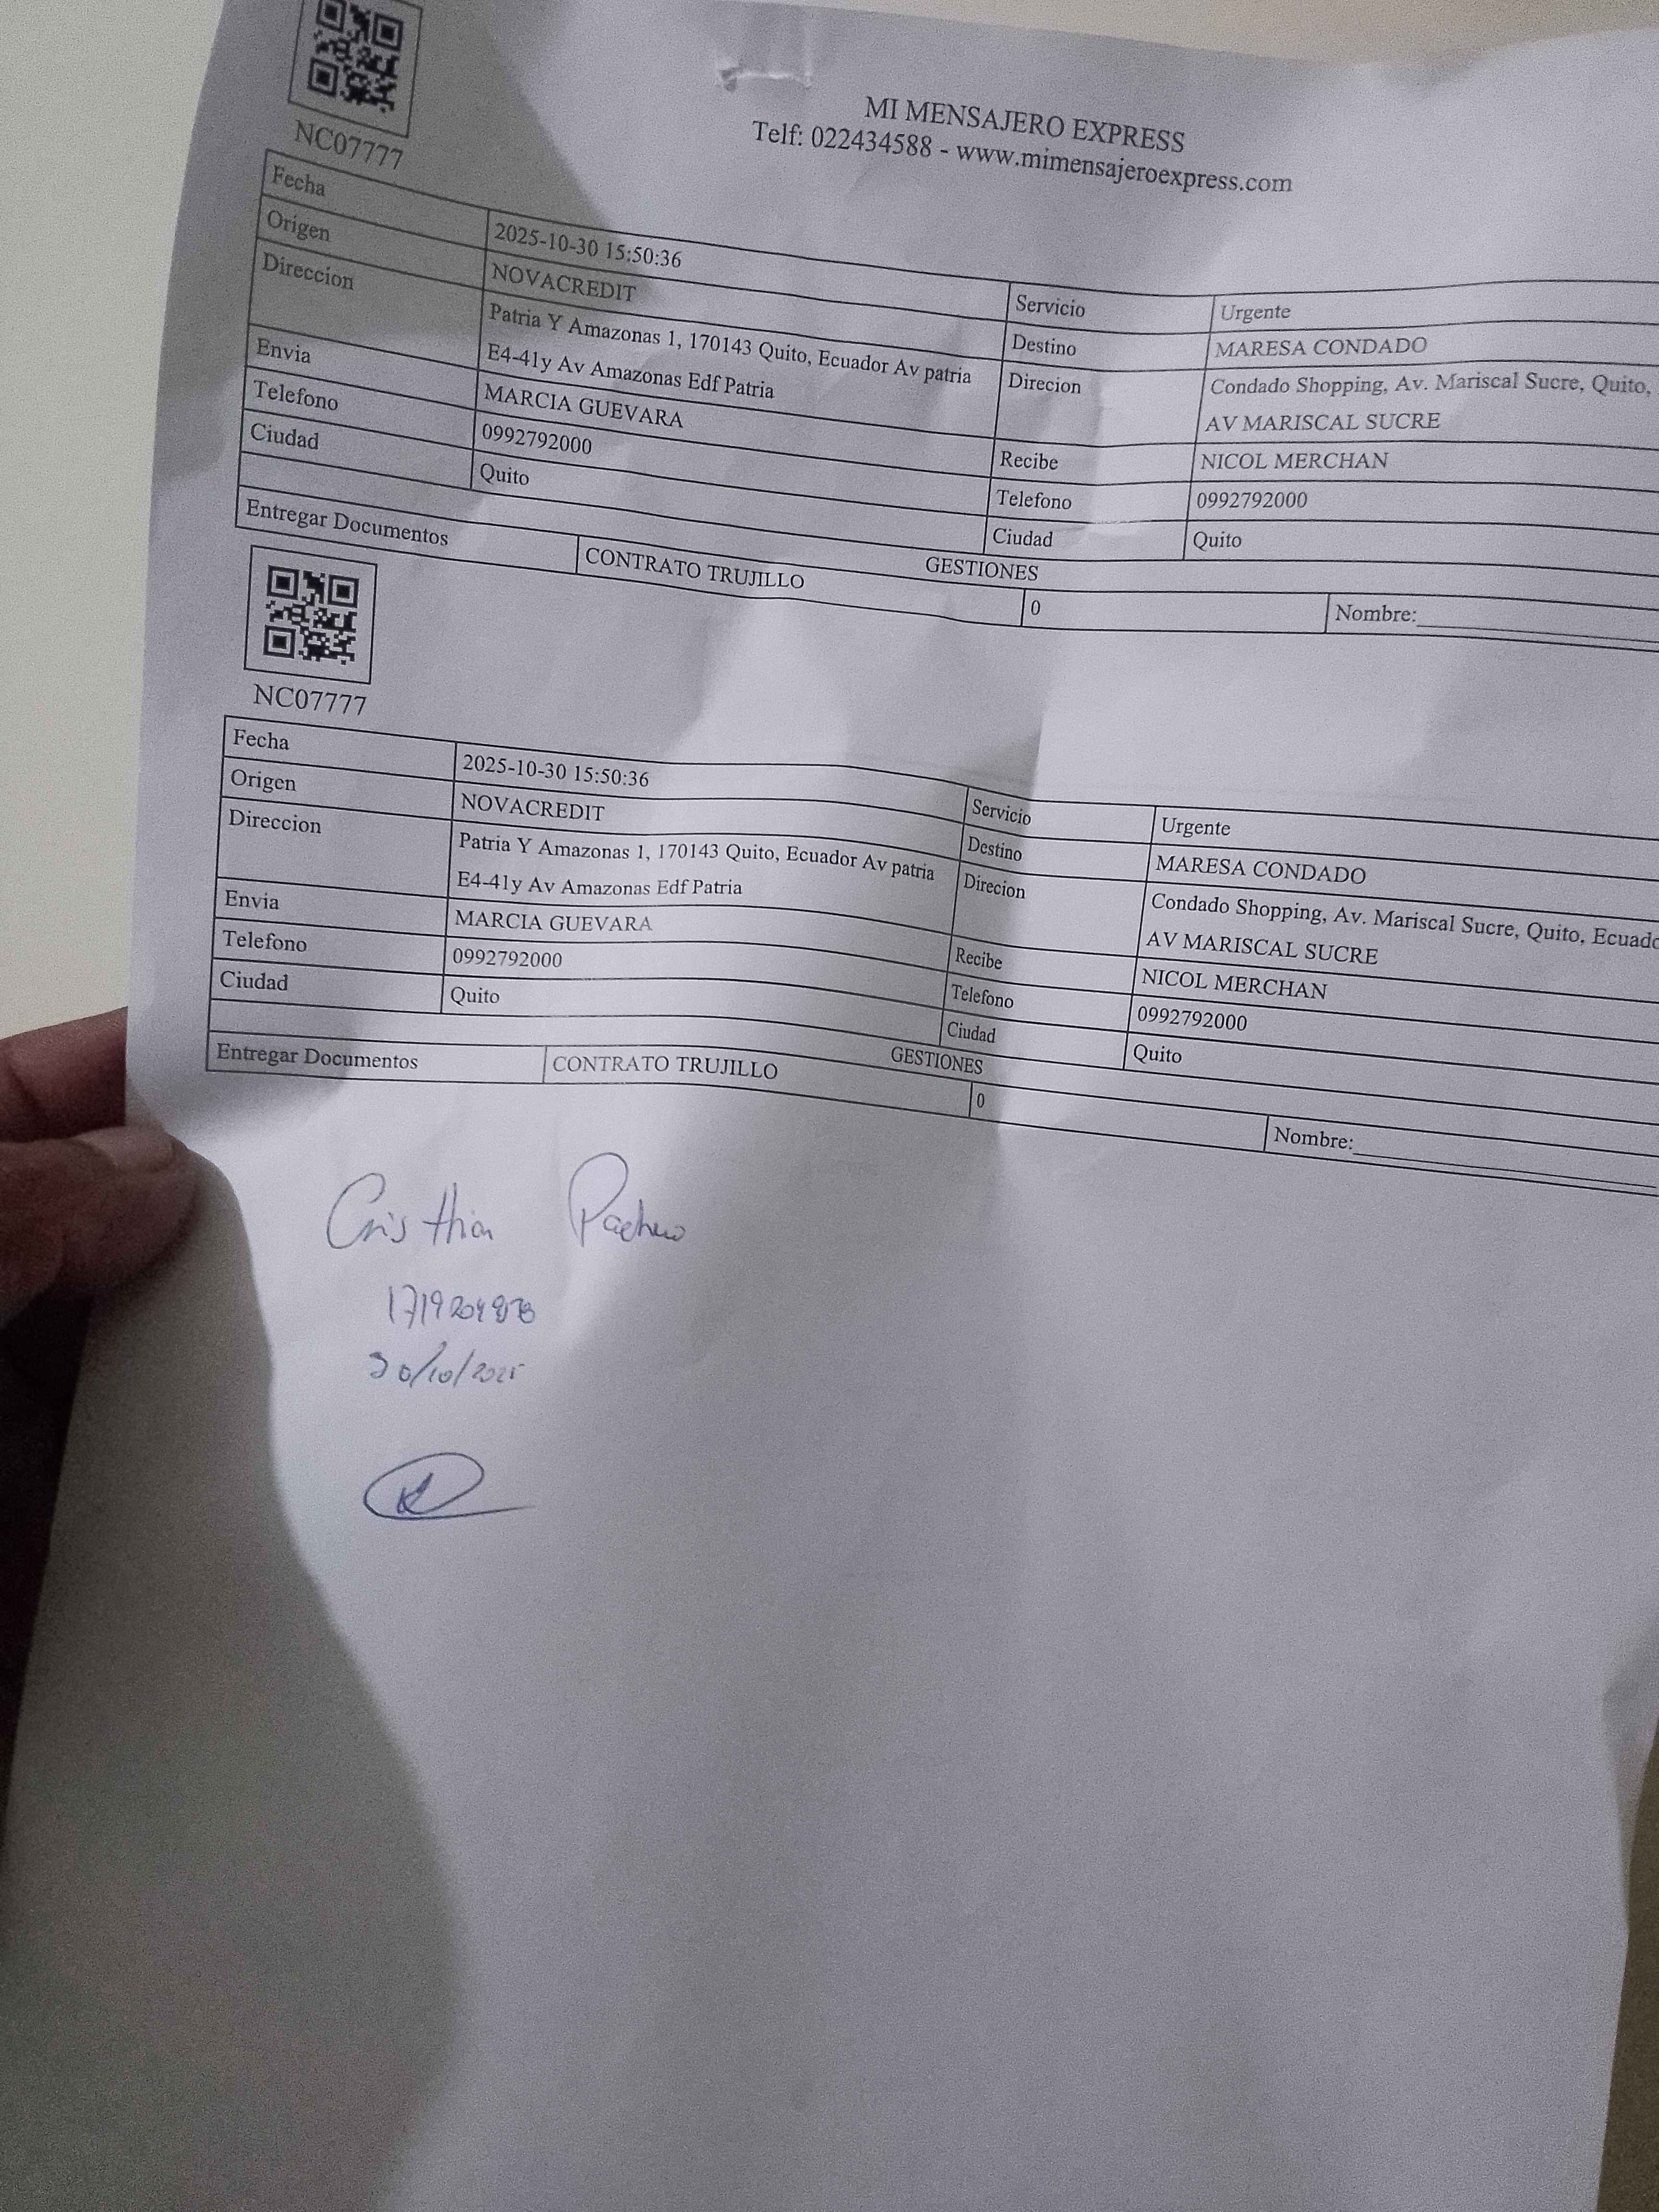 NC07777
MI MENSAJERO EXPRESS
Telf: 022434588 - www.mimensajeroexpress.com
Fecha 2025-10-30 15:50:36 Servicio Urgente
Origen NOVACREDIT Destino MARESA CONDADO
Direccion Patria Y Amazonas 1, 170143 Quito, Ecuador Av patria Direcion Condado Shopping, Av. Mariscal Sucre, Quito,
E4-41y Av Amazonas Edf Patria AV MARISCAL SUCRE
Envia MARCIA GUEVARA Recibe NICOL MERCHAN
Telefono 0992792000 Telefono 0992792000
Ciudad Quito Ciudad Quito
GESTIONES
Entregar Documentos CONTRATO TRUJILLO 0 Nombre:
NC07777
Fecha 2025-10-30 15:50:36 Servicio Urgente
Origen NOVACREDIT Destino MARESA CONDADO
Direccion Patria Y Amazonas 1, 170143 Quito, Ecuador Av patria Direcion Condado Shopping, Av. Mariscal Sucre, Quito,
E4-41y Av Amazonas Edf Patria AV MARISCAL SUCRE
Envia MARCIA GUEVARA Recibe NICOL MERCHAN
Telefono 0992792000 Telefono 0992792000
Ciudad Quito Ciudad Quito
GESTIONES
Entregar Documentos CONTRATO TRUJILLO 0 Nombre:
Cristhian
30/10/2025